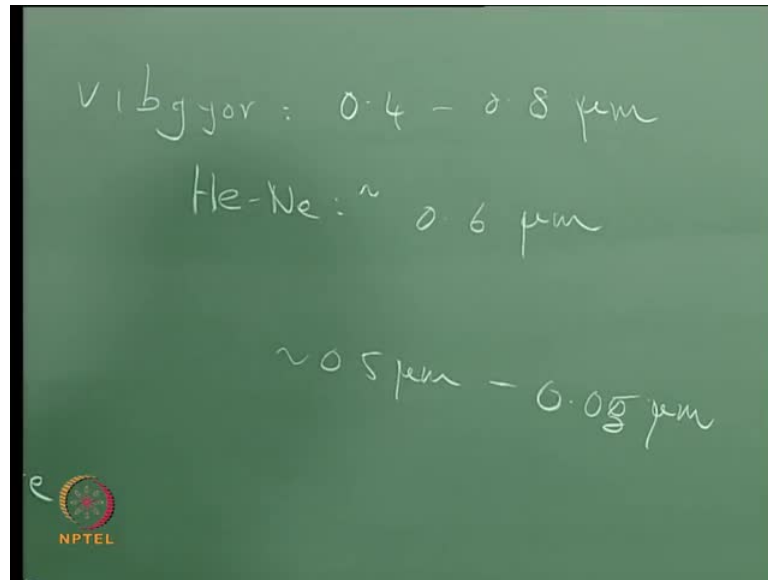 vibgyor : 0.4 - 0.8 μm
He-Ne : ~ 0.6 μm
~ 0.5 μm - 0.05 μm
e
NPTEL